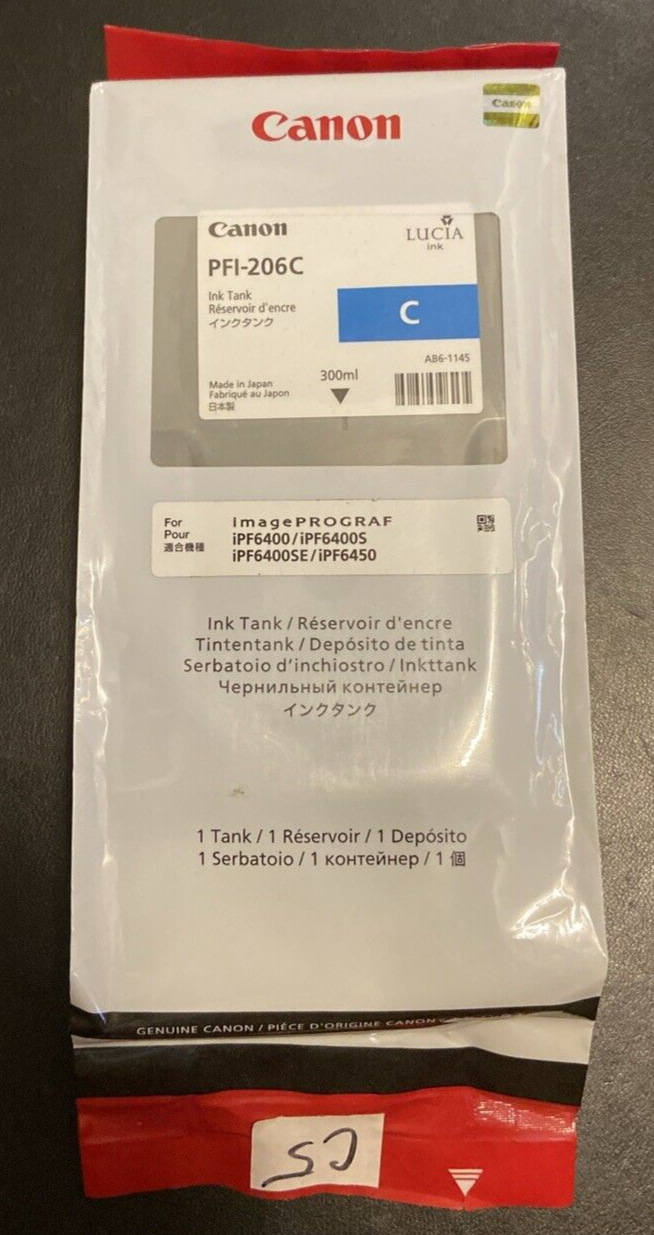 Canon
Canon
Canon
LUCIA
ink
PFI-206C
Ink Tank
Réservoir d'encre
インクタンク
C
AB6-1145
300ml
Made in Japan
Fabriqué au Japon
日本製
For
Pour
適合機種
imagePROGRAF
iPF6400/iPF6400S
iPF6400SE/iPF6450
Ink Tank / Réservoir d'encre
Tintentank / Depósito de tinta
Serbatoio d'inchiostro / Inkttank
Чернильный контейнер
インクタンク
1 Tank / 1 Réservoir / 1 Depósito
1 Serbatoio / 1 контейнер / 1 個
GENUINE CANON / PIÈCE D'ORIGINE CANON